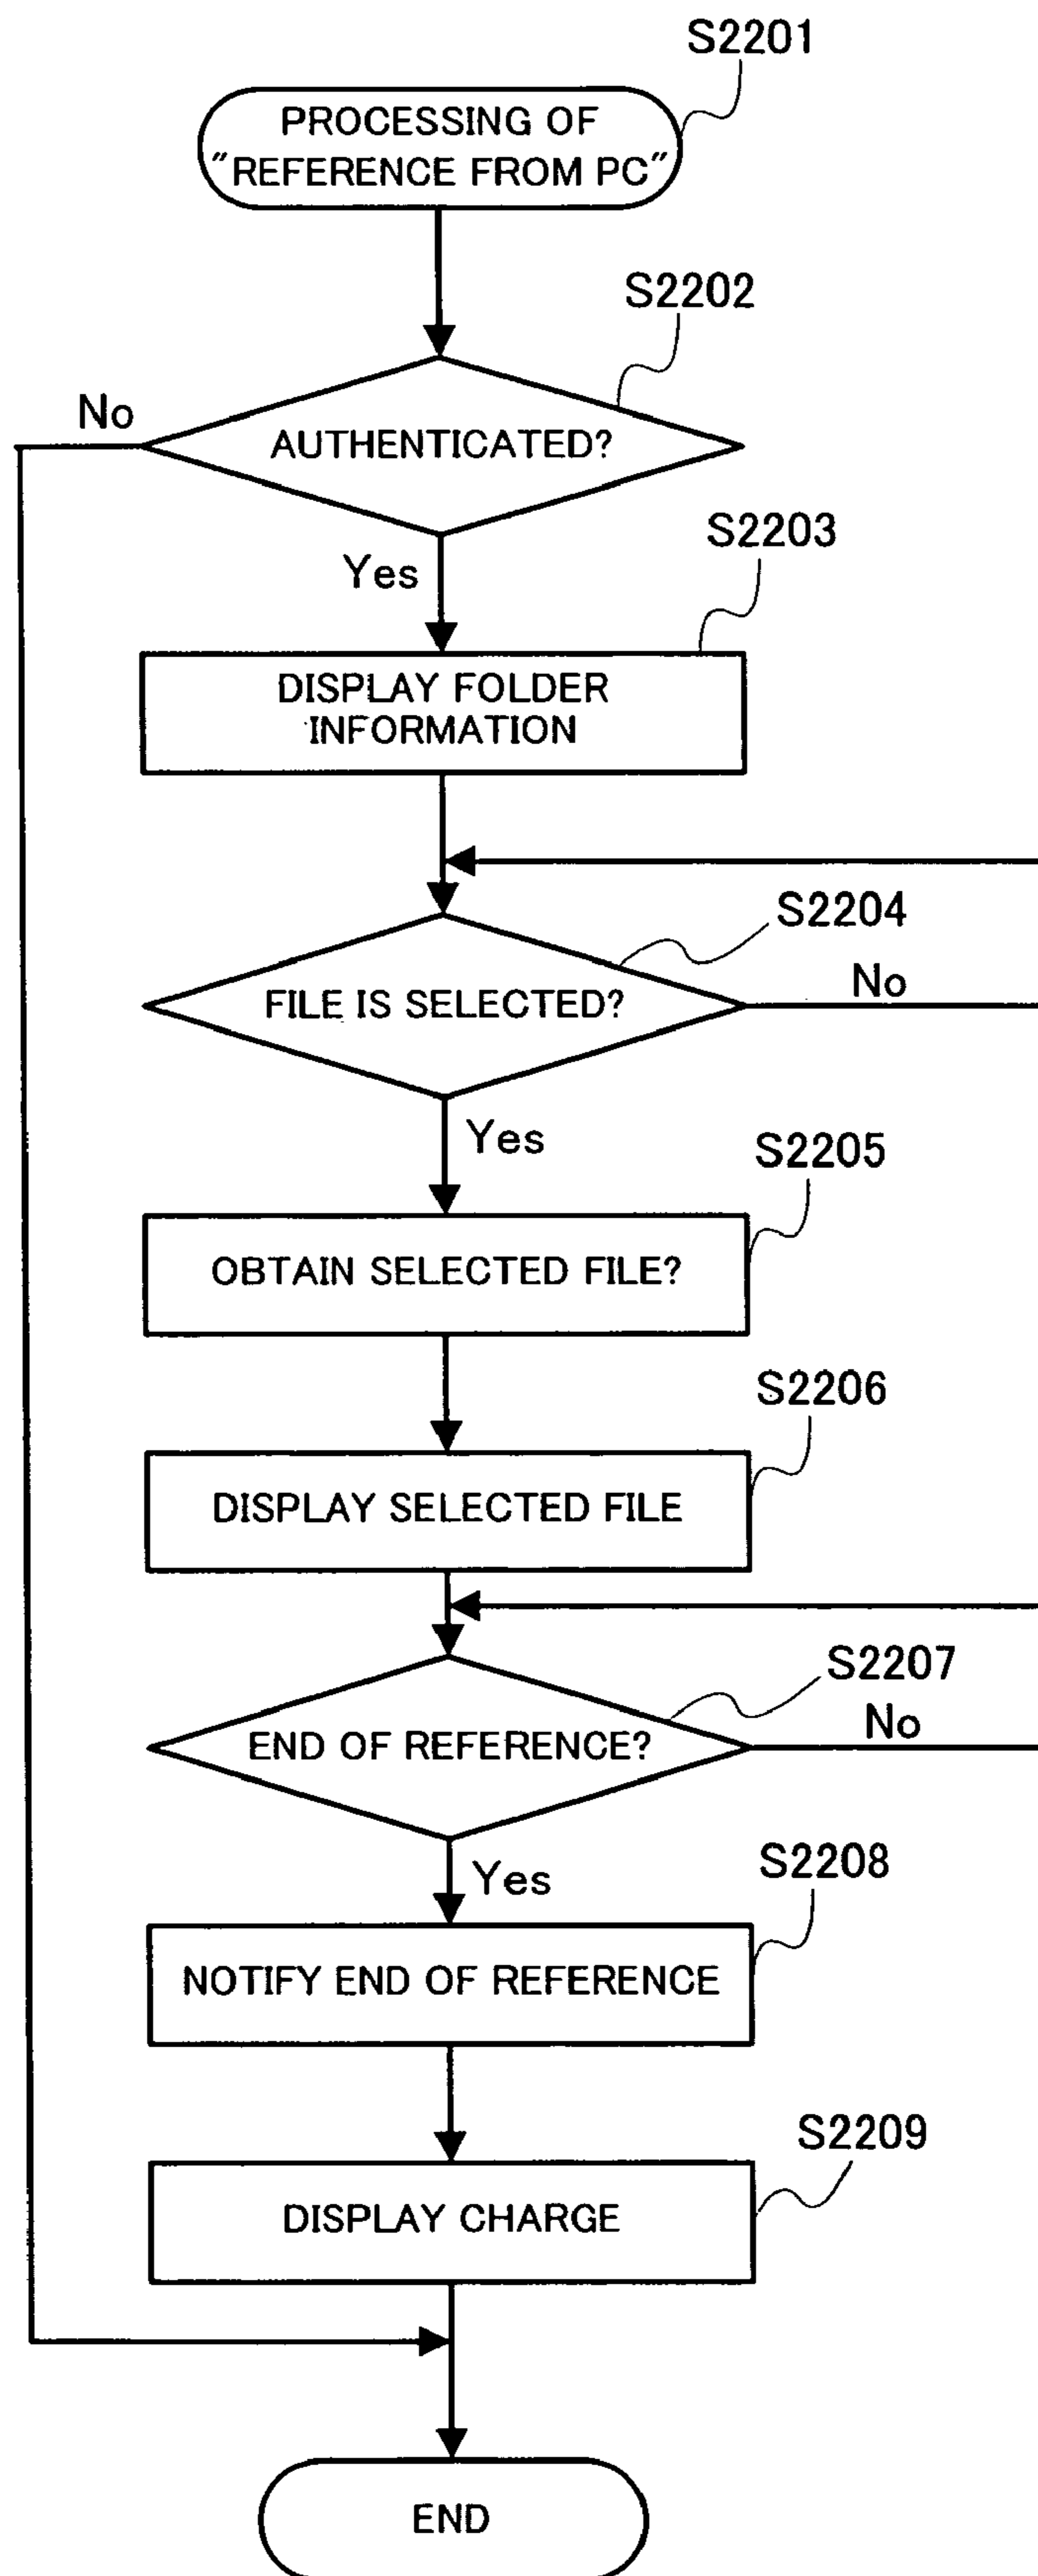 S2201
PROCESSING OF
"REFERENCE FROM PC"
S2202
No
AUTHENTICATED?
S2203
Yes
DISPLAY FOLDER
INFORMATION
S2204
No
FILE IS SELECTED?
Yes
S2205
OBTAIN SELECTED FILE?
S2206
DISPLAY SELECTED FILE
S2207
No
END OF REFERENCE?
Yes
S2208
NOTIFY END OF REFERENCE
S2209
DISPLAY CHARGE
END